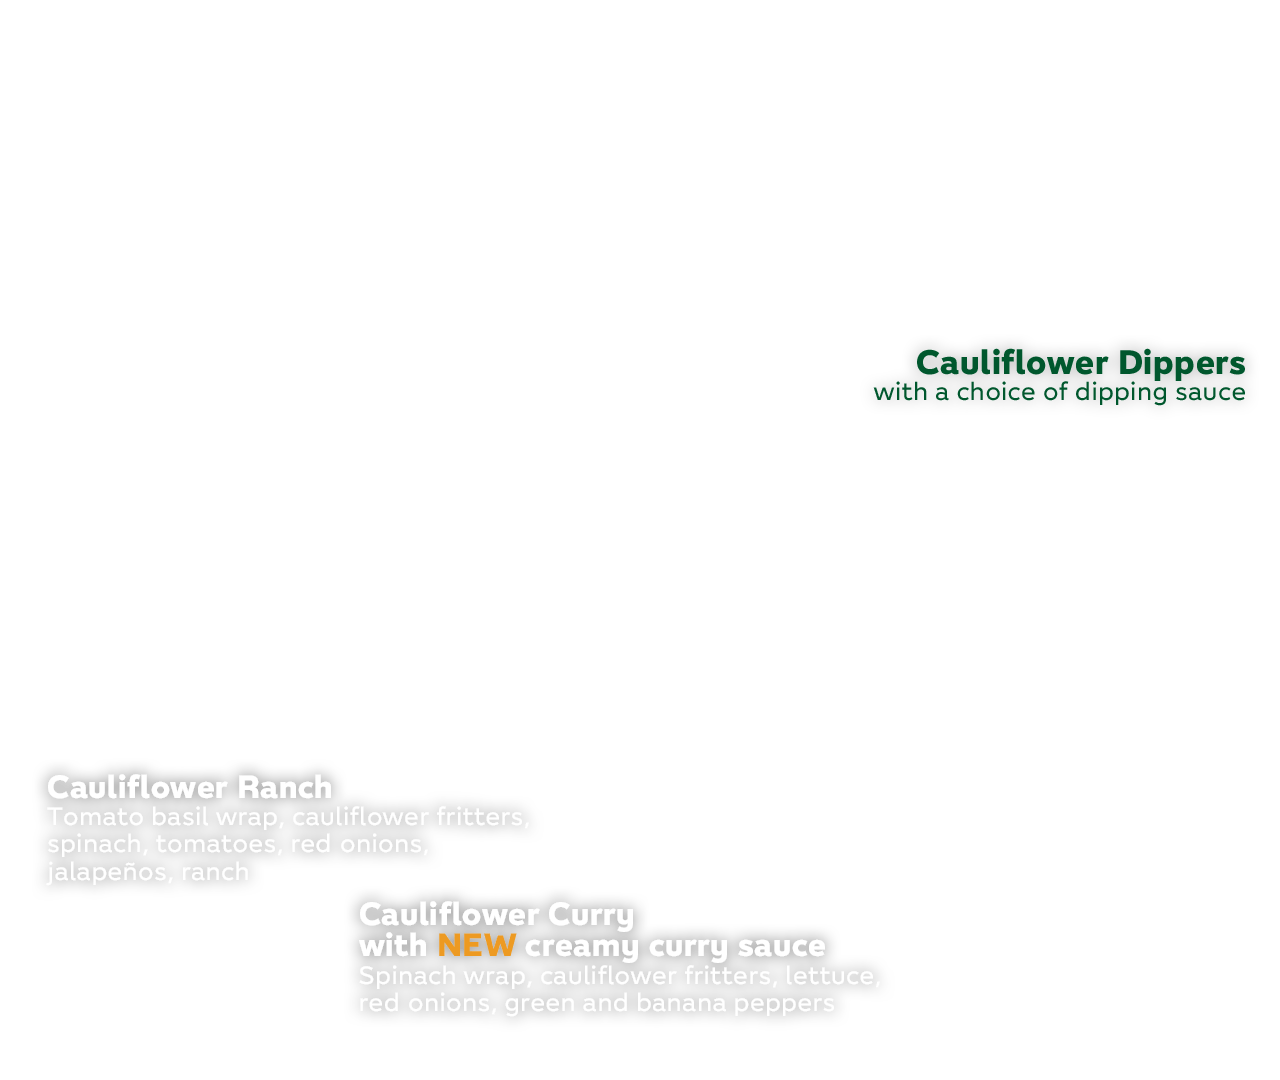 Cauliflower Dippers
with a choice of dipping sauce
Cauliflower Ranch
Tomato basil wrap, cauliflower fritters,
spinach, tomatoes, red onions,
jalapeños, ranch
Cauliflower Curry
with NEW creamy curry sauce
Spinach wrap, cauliflower fritters, lettuce,
red onions, green and banana peppers